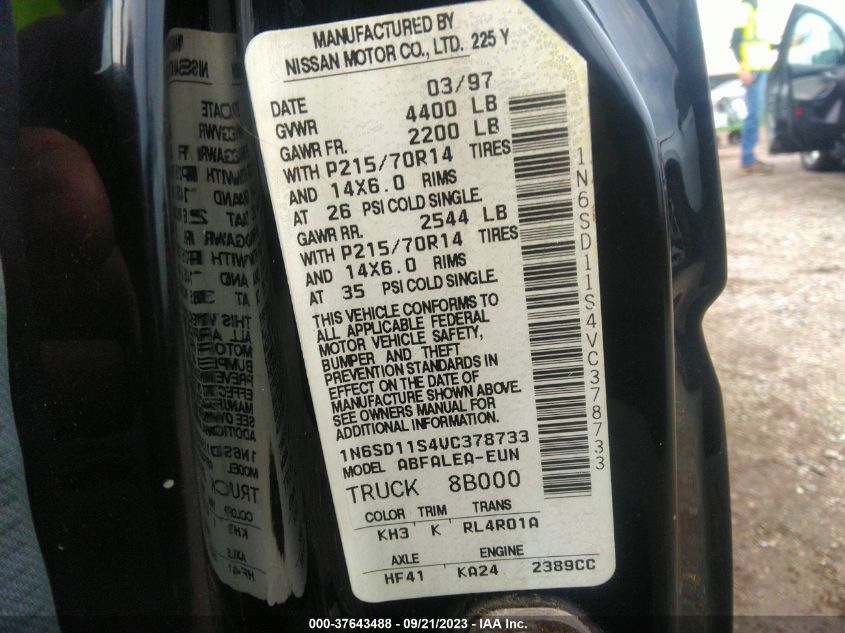 MANUFACTURED BY
NISSAN MOTOR CO., LTD. 225 Y
DATE 03/97
GVWR 4400 LB
GAWR FR. 2200 LB
WITH P215/70R14 TIRES
AND 14X6.0 RIMS
AT 26 PSI COLD SINGLE.
GAWR RR. 2544 LB
WITH P215/70R14 TIRES
AND 14X6.0 RIMS
AT 35 PSI COLD SINGLE.
THIS VEHICLE CONFORMS TO
ALL APPLICABLE FEDERAL
MOTOR VEHICLE SAFETY,
BUMPER AND THEFT
PREVENTION STANDARDS IN
EFFECT ON THE DATE OF
MANUFACTURE SHOWN ABOVE.
SEE OWNERS MANUAL FOR
ADDITIONAL INFORMATION.
1N6SD11S4VC378733
MODEL ABFALEA-EUN
TRUCK 8B000
COLOR TRIM TRANS
KH3 K RL4R01A
AXLE ENGINE
HF41 KA24 2389CC
1N6SD11S4VC378733
000-37643488 - 09/21/2023 - IAA Inc.